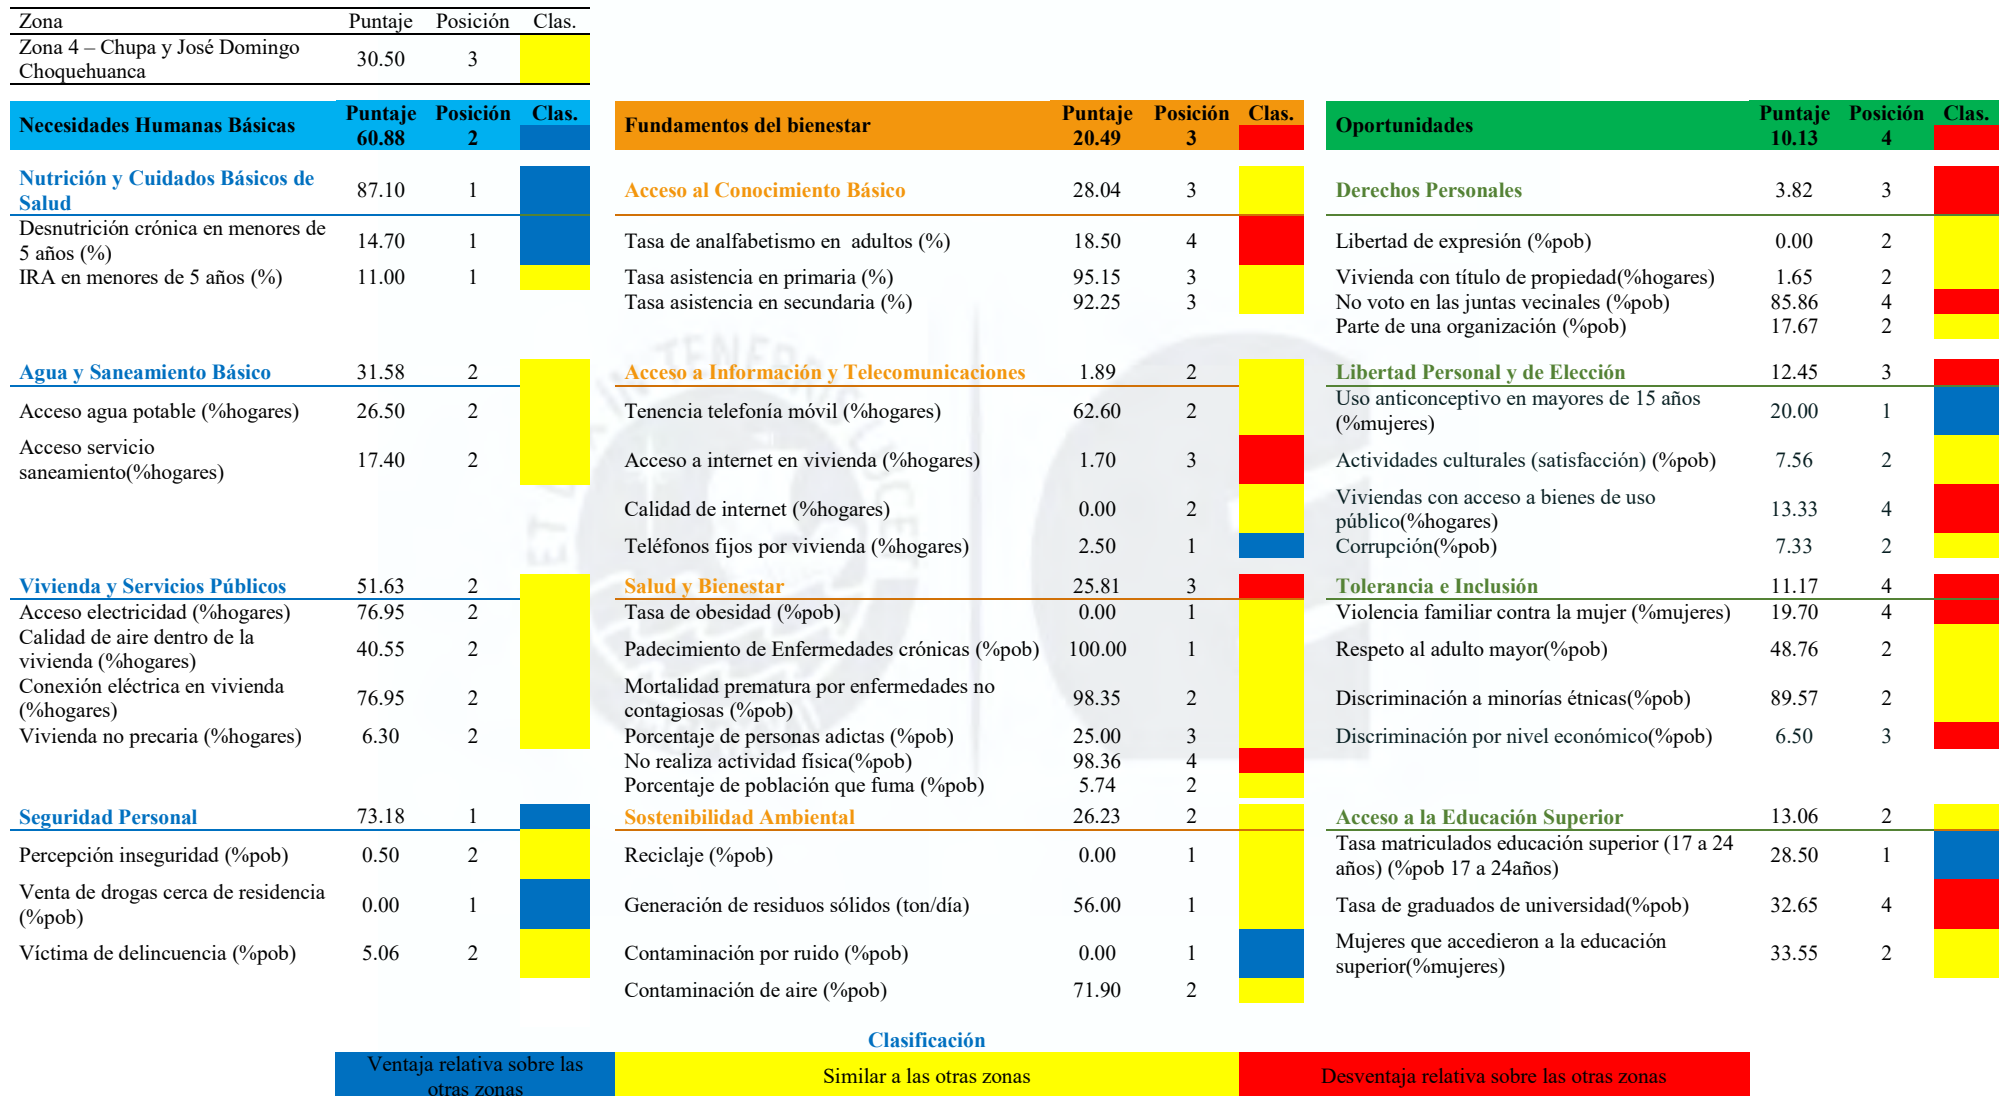 Zona Puntaje Posición Clas.
Zona 4 – Chupa y José Domingo
Choquehuanca 30.50 3
Necesidades Humanas Básicas Puntaje Posición Clas.
60.88 2
Nutrición y Cuidados Básicos de
Salud 87.10 1
Desnutrición crónica en menores de
5 años (%) 14.70 1
IRA en menores de 5 años (%) 11.00 1
Agua y Saneamiento Básico 31.58 2
Acceso agua potable (%hogares) 26.50 2
Acceso servicio
saneamiento(%hogares) 17.40 2
Vivienda y Servicios Públicos 51.63 2
Acceso electricidad (%hogares) 76.95 2
Calidad de aire dentro de la
vivienda (%hogares) 40.55 2
Conexión eléctrica en vivienda
(%hogares) 76.95 2
Vivienda no precaria (%hogares) 6.30 2
Seguridad Personal 73.18 1
Percepción inseguridad (%pob) 0.50 2
Venta de drogas cerca de residencia
(%pob) 0.00 1
Víctima de delincuencia (%pob) 5.06 2
Fundamentos del bienestar Puntaje Posición Clas.
20.49 3
Acceso al Conocimiento Básico 28.04 3
Tasa de analfabetismo en adultos (%) 18.50 4
Tasa asistencia en primaria (%) 95.15 3
Tasa asistencia en secundaria (%) 92.25 3
Acceso a Información y Telecomunicaciones 1.89 2
Tenencia telefonía móvil (%hogares) 62.60 2
Acceso a internet en vivienda (%hogares) 1.70 3
Calidad de internet (%hogares) 0.00 2
Teléfonos fijos por vivienda (%hogares) 2.50 1
Salud y Bienestar 25.81 3
Tasa de obesidad (%pob) 0.00 1
Padecimiento de Enfermedades crónicas (%pob) 100.00 1
Mortalidad prematura por enfermedades no
contagiosas (%pob) 98.35 2
Porcentaje de personas adictas (%pob) 25.00 3
No realiza actividad física(%pob) 98.36 4
Porcentaje de población que fuma (%pob) 5.74 2
Sostenibilidad Ambiental 26.23 2
Reciclaje (%pob) 0.00 1
Generación de residuos sólidos (ton/día) 56.00 1
Contaminación por ruido (%pob) 0.00 1
Contaminación de aire (%pob) 71.90 2
Oportunidades Puntaje Posición Clas.
10.13 4
Derechos Personales 3.82 3
Libertad de expresión (%pob) 0.00 2
Vivienda con título de propiedad(%hogares) 1.65 2
No voto en las juntas vecinales (%pob) 85.86 4
Parte de una organización (%pob) 17.67 2
Libertad Personal y de Elección 12.45 3
Uso anticonceptivo en mayores de 15 años
(%mujeres) 20.00 1
Actividades culturales (satisfacción) (%pob) 7.56 2
Viviendas con acceso a bienes de uso
público(%hogares) 13.33 4
Corrupción(%pob) 7.33 2
Tolerancia e Inclusión 11.17 4
Violencia familiar contra la mujer (%mujeres) 19.70 4
Respeto al adulto mayor(%pob) 48.76 2
Discriminación a minorías étnicas(%pob) 89.57 2
Discriminación por nivel económico(%pob) 6.50 3
Acceso a la Educación Superior 13.06 2
Tasa matriculados educación superior (17 a 24
años) (%pob 17 a 24años) 28.50 1
Tasa de graduados de universidad(%pob) 32.65 4
Mujeres que accedieron a la educación
superior(%mujeres) 33.55 2
Clasificación
Ventaja relativa sobre las
otras zonas
Similar a las otras zonas
Desventaja relativa sobre las otras zonas